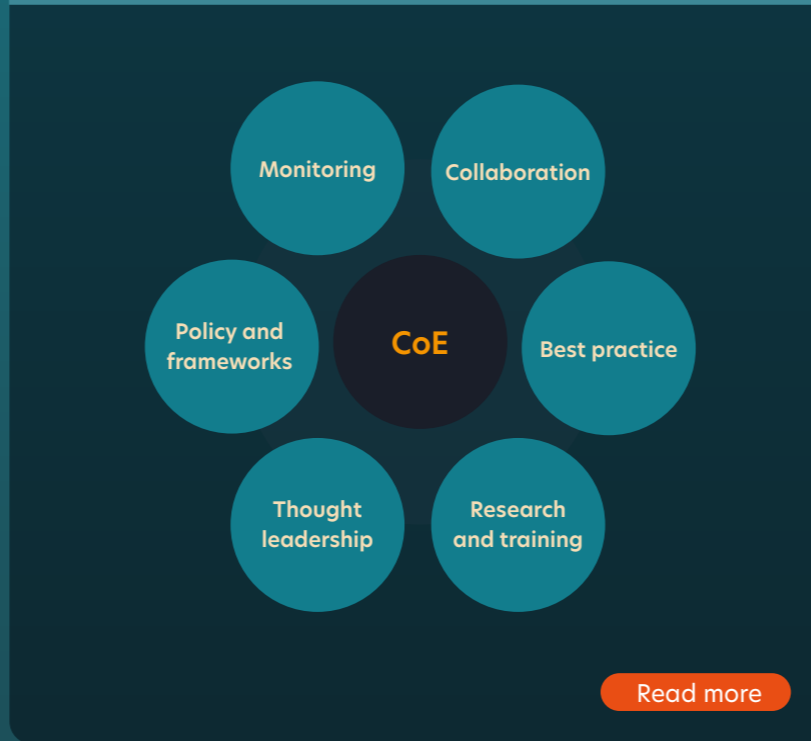 Monitoring
Collaboration
Policy and
frameworks
CoE
Best practice
Thought
leadership
Research
and training
Read more